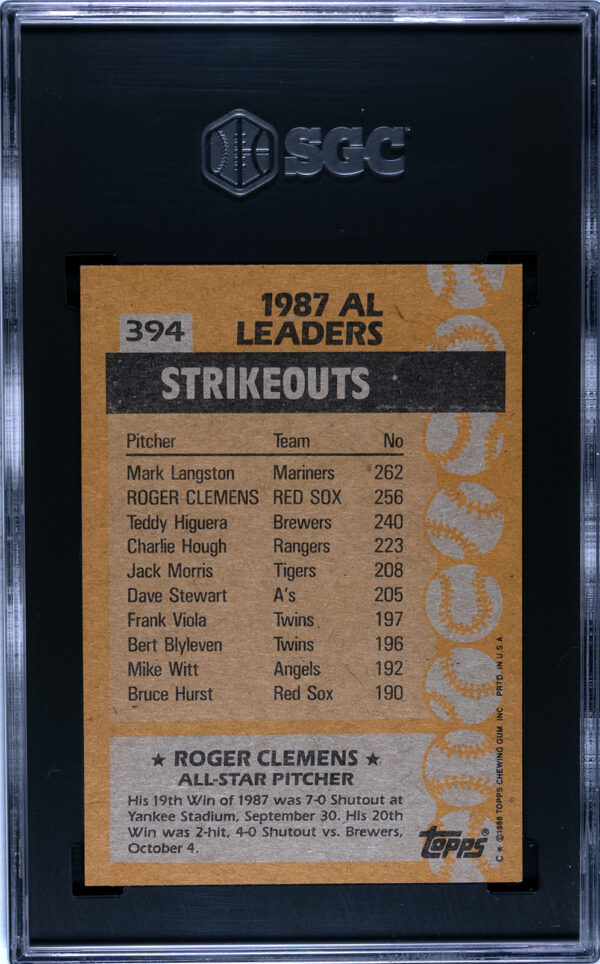 SGC
394
1987 AL
LEADERS
STRIKEOUTS
Pitcher Team No
Mark Langston Mariners 262
ROGER CLEMENS RED SOX 256
Teddy Higuera Brewers 240
Charlie Hough Rangers 223
Jack Morris Tigers 208
Dave Stewart A's 205
Frank Viola Twins 197
Bert Blyleven Twins 196
Mike Witt Angels 192
Bruce Hurst Red Sox 190
★ ROGER CLEMENS ★
ALL-STAR PITCHER
His 19th Win of 1987 was 7-0 Shutout at
Yankee Stadium, September 30. His 20th
Win was 2-hit, 4-0 Shutout vs. Brewers,
October 4.
topps®
C * ©1988 TOPPS CHEWING GUM, INC. PRTD. IN U.S.A.